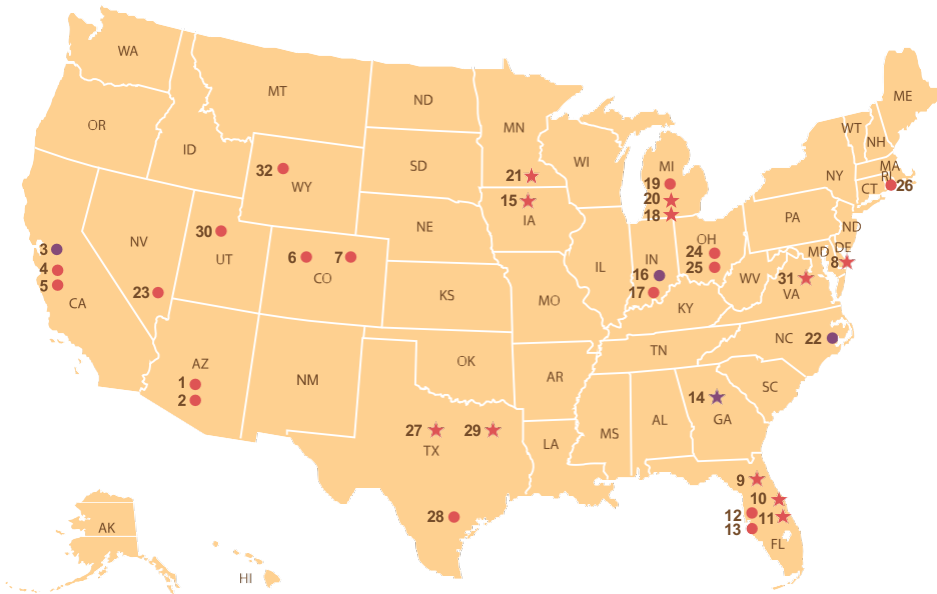 WA
MT
ND
ME
OR
MN
WT
NH
ID
SD
WI
MI
MA
32
WY
21
19
NY
RI
CT
26
15
IA
20
18
PA
NE
ND
30
NV
UT
OH
MD
DE
3
6
7
CO
IL
IN
24
8
4
16
25
WV
31
5
CA
23
KS
MO
17
VA
KY
22
NC
TN
AZ
OK
NM
AR
SC
1
2
14
GA
27
29
TX
MS
AL
LA
9
10
28
12
11
13
FL
AK
HI